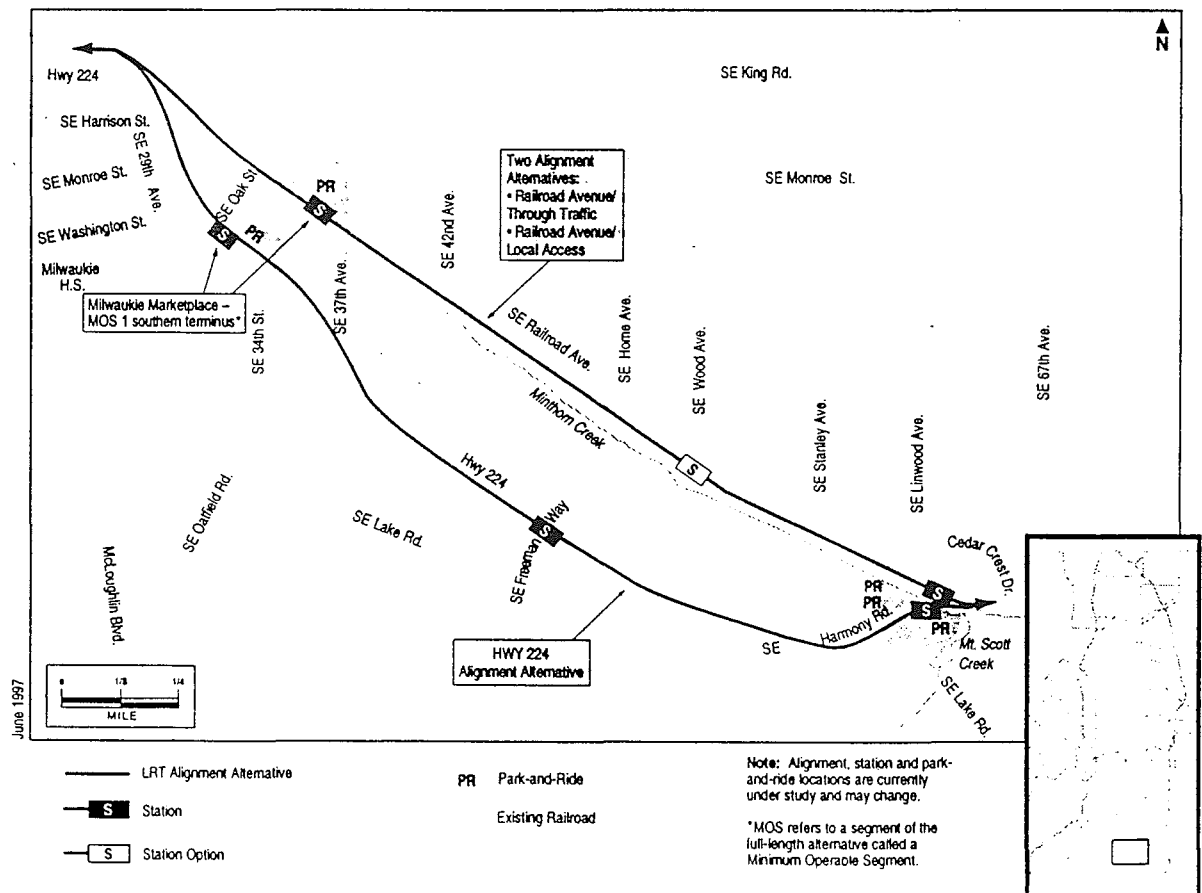 N
Hwy 224
SE King Rd.
SE Harrison St.
SE 29th Ave.
SE Monroe St.
SE Oak St.
PR
S
Two Alignment
Alternatives:
• Railroad Avenue/
Through Traffic
• Railroad Avenue/
Local Access
SE Monroe St.
SE Washington St.
S
PR
SE 42nd Ave.
Milwaukie
H.S.
Milwaukie Marketplace –
MOS 1 southern terminus*
SE 34th St.
SE 37th Ave.
SE Railroad Ave.
SE Home Ave.
SE Wood Ave.
SE 67th Ave.
Minthorn Creek
SE Stanley Ave.
SE Linwood Ave.
S
Hwy 224
SE Oatfield Rd.
SE Lake Rd.
SE Freeman Way
S
Cedar Crest Dr.
McLoughlin Blvd.
PR
PR
S
S
Harmony Rd.
SE
PR
Mt. Scott
Creek
SE Lake Rd.
HWY 224
Alignment Alternative
0 1/8 1/4
MILE
June 1997
LRT Alignment Alternative
S Station
S Station Option
PR Park-and-Ride
Existing Railroad
Note: Alignment, station and park-
and-ride locations are currently
under study and may change.
*MOS refers to a segment of the
full-length alternative called a
Minimum Operable Segment.